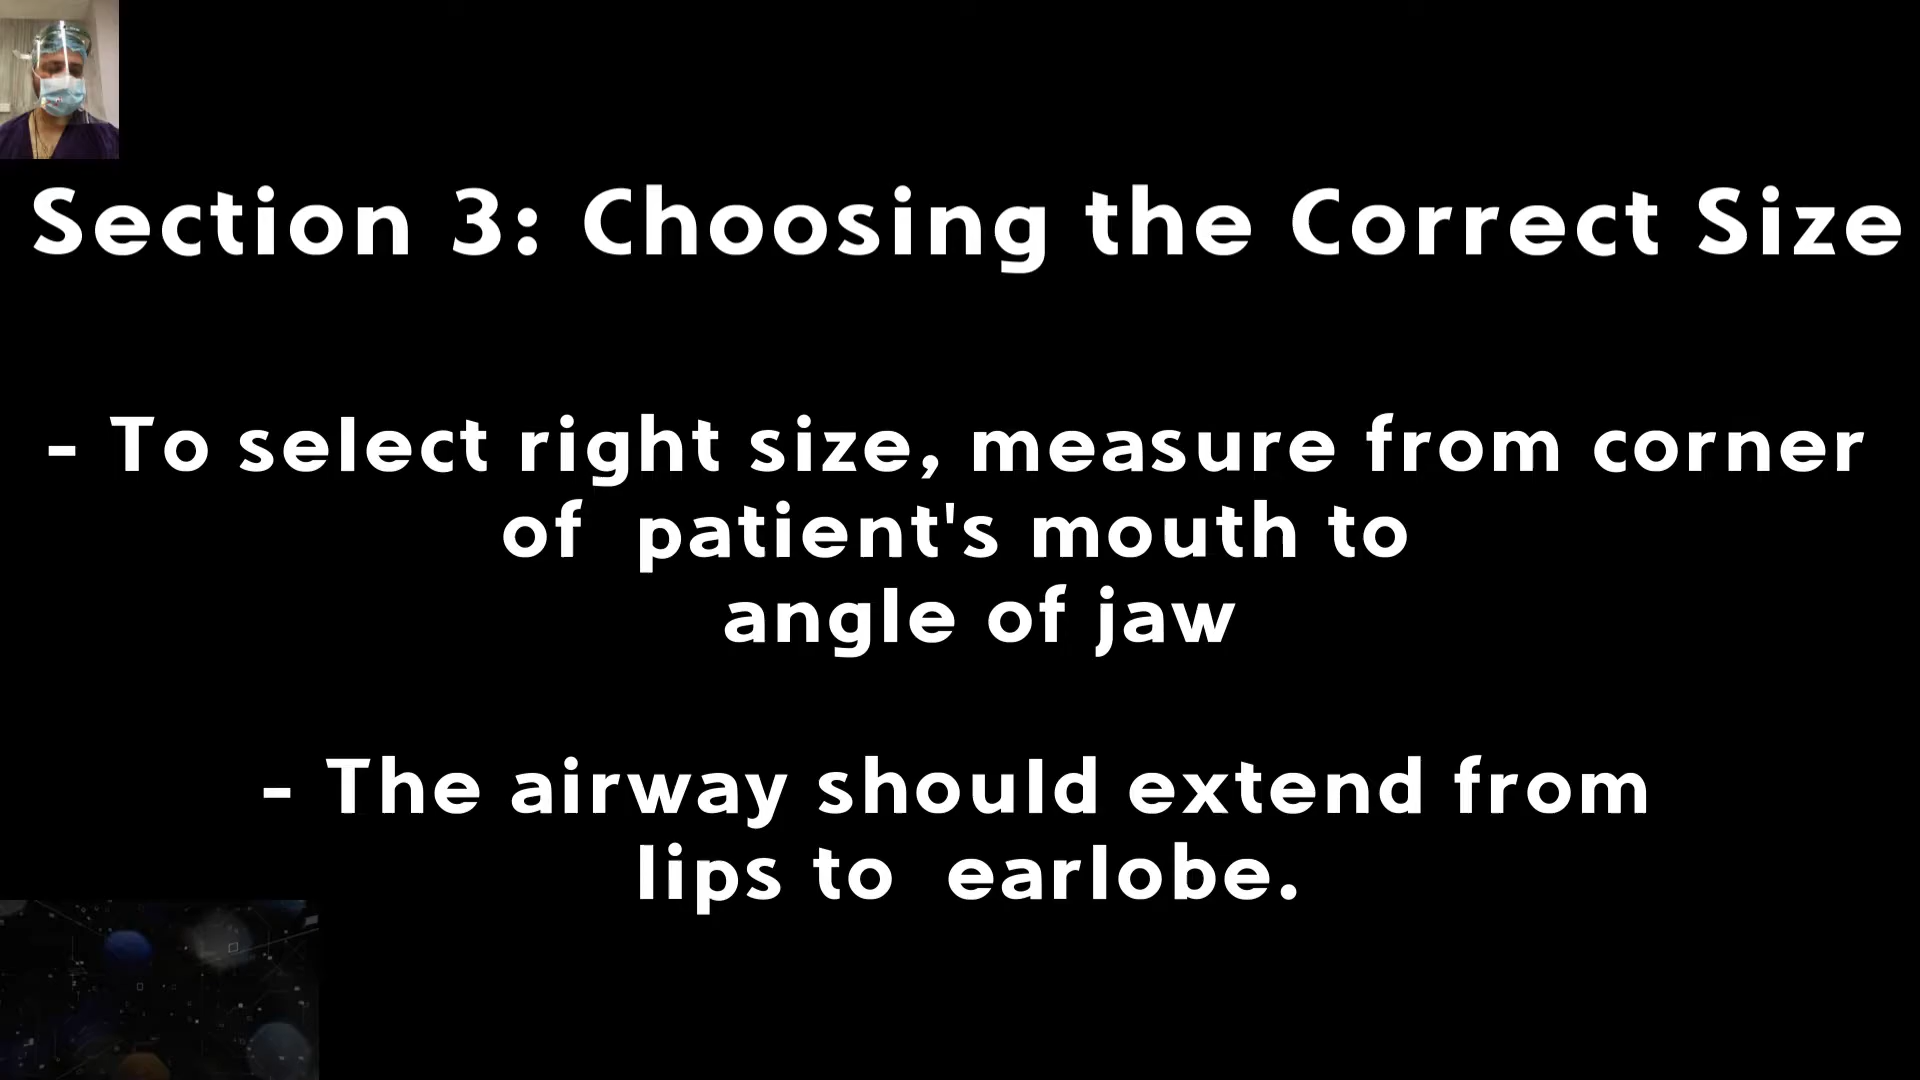 Section 3: Choosing the Correct Size
- To select right size, measure from corner
of patient's mouth to
angle of jaw
- The airway should extend from
lips to earlobe.